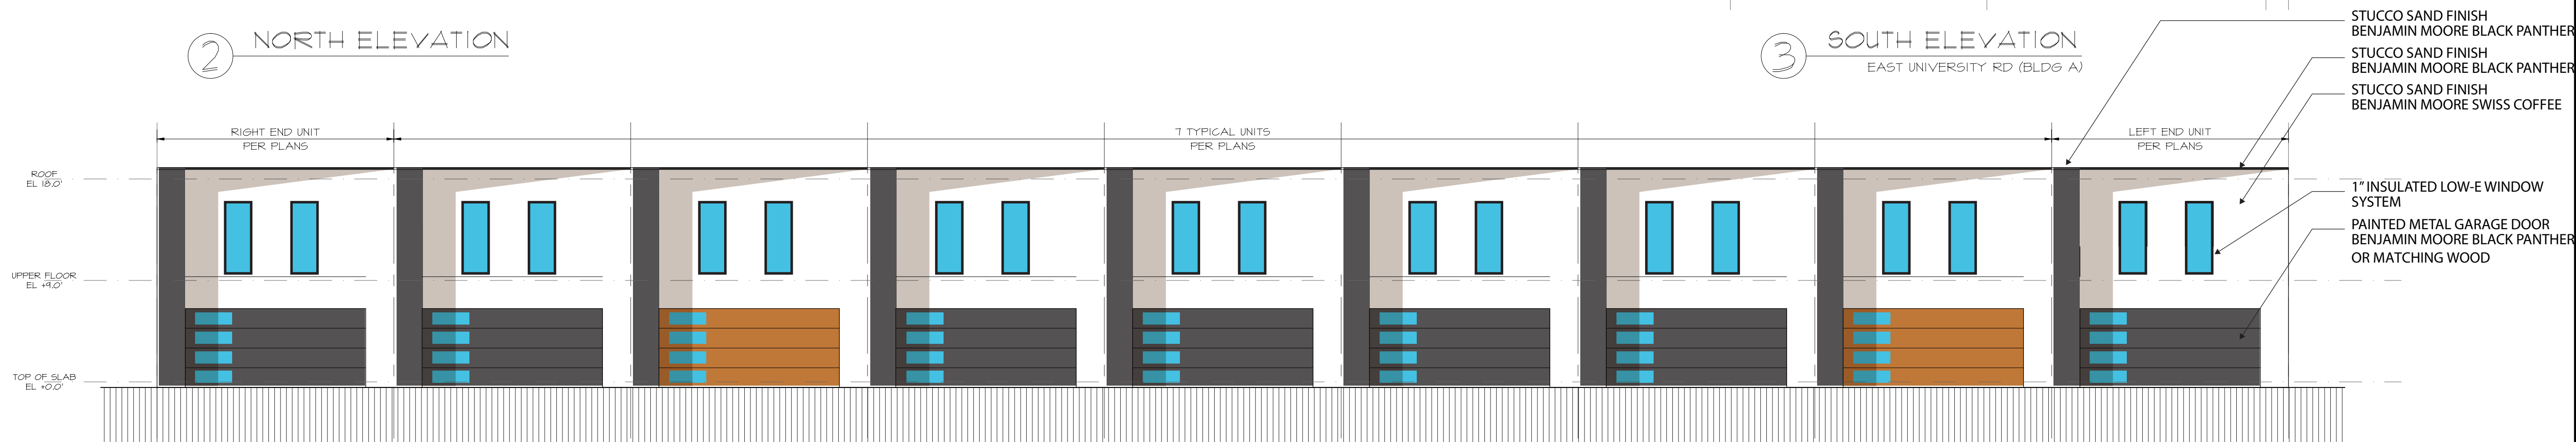 2 NORTH ELEVATION
3 SOUTH ELEVATION
EAST UNIVERSITY RD (BLDG A)
STUCCO SAND FINISH
BENJAMIN MOORE BLACK PANTHER
STUCCO SAND FINISH
BENJAMIN MOORE BLACK PANTHER
STUCCO SAND FINISH
BENJAMIN MOORE SWISS COFFEE
RIGHT END UNIT
PER PLANS
7 TYPICAL UNITS
PER PLANS
LEFT END UNIT
PER PLANS
ROOF
EL 18.0'
1" INSULATED LOW-E WINDOW
SYSTEM
PAINTED METAL GARAGE DOOR
BENJAMIN MOORE BLACK PANTHER
OR MATCHING WOOD
UPPER FLOOR
EL +9.0'
TOP OF SLAB
EL +0.0'